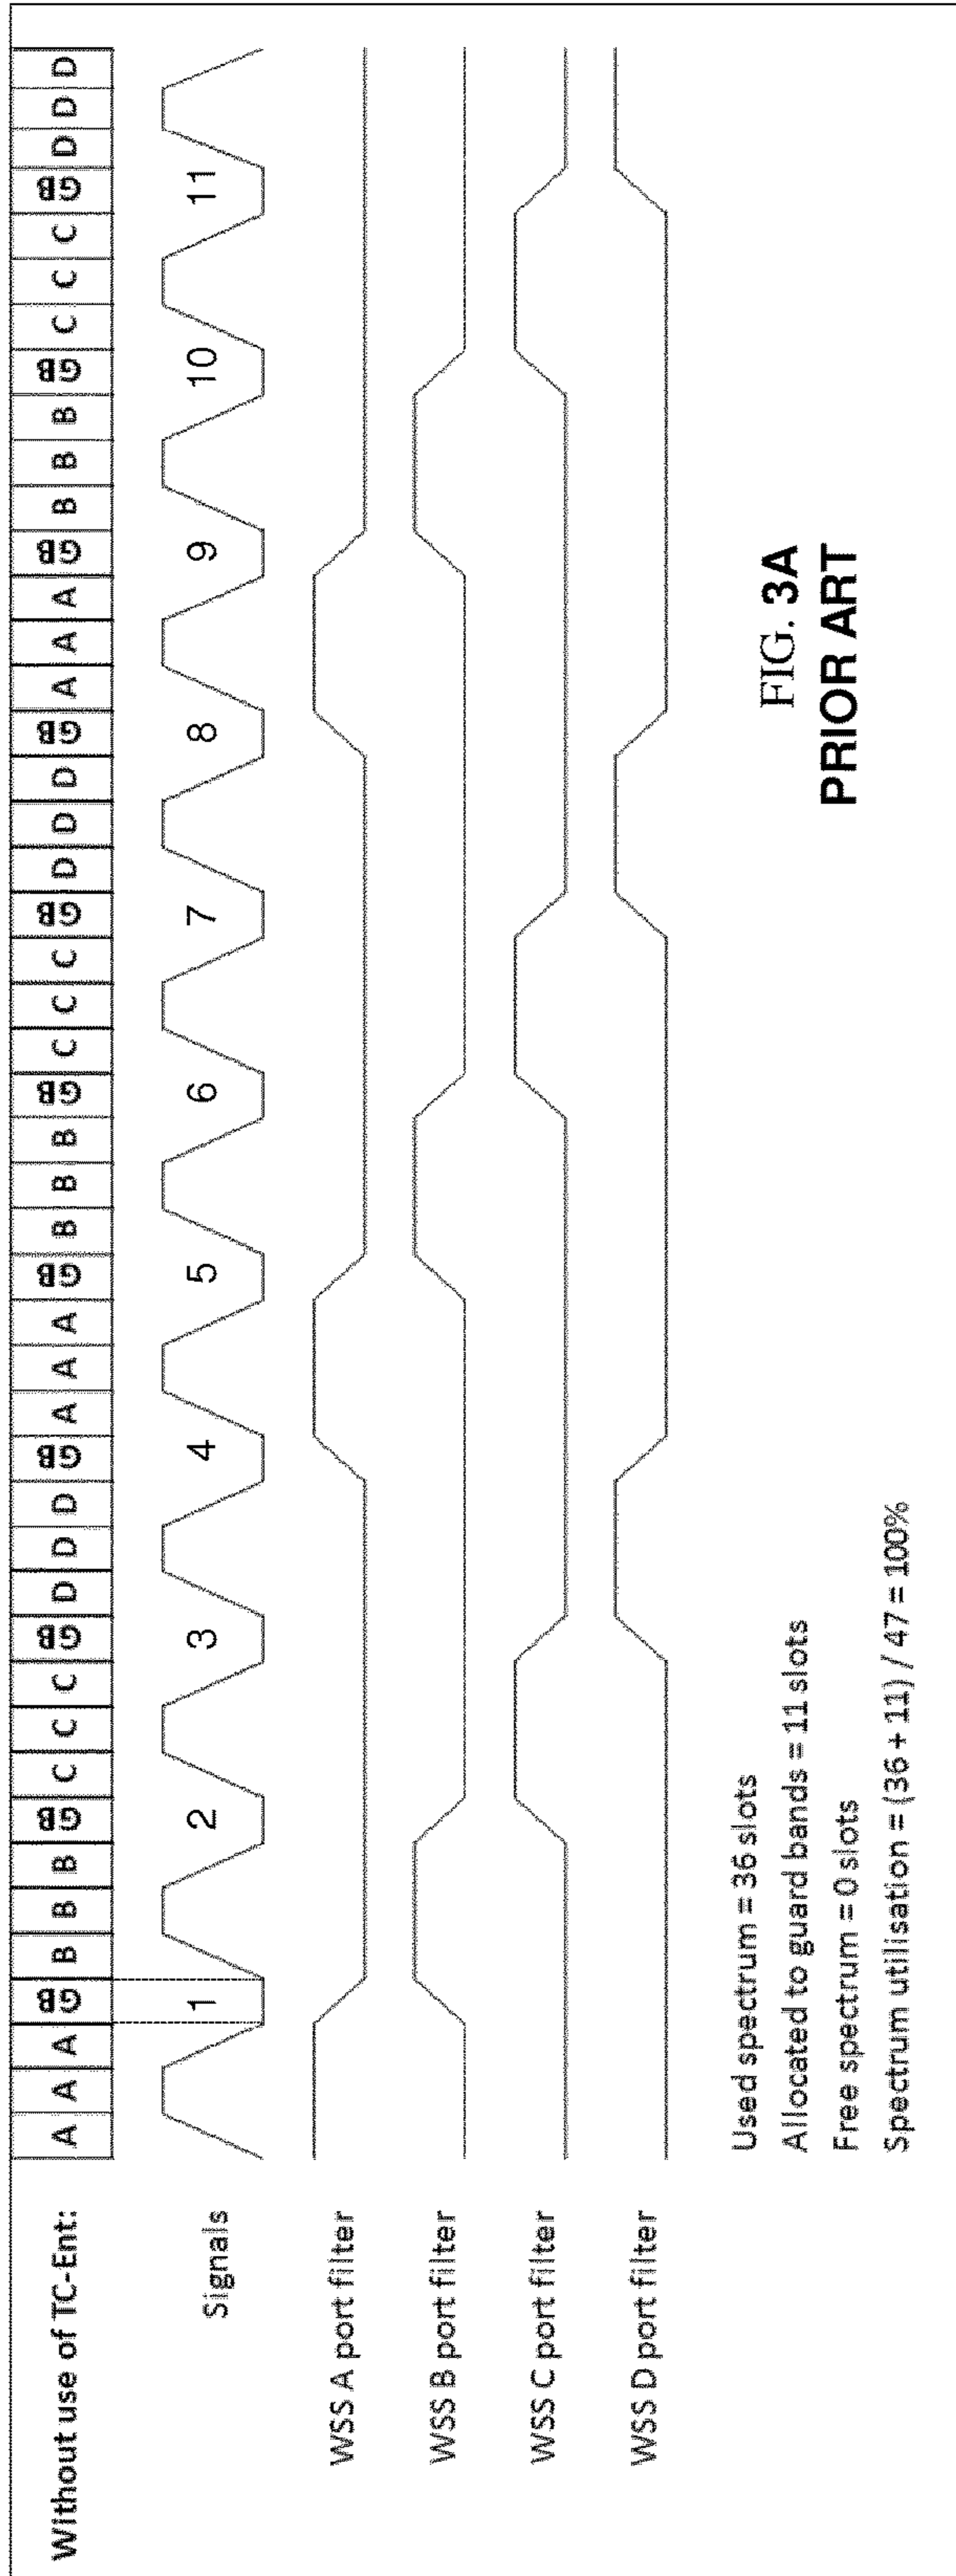 Without use of TC-Ent: A A A GB B B B GB C C C GB D D D GB A A A GB B B B GB C C C GB D D D GB A A A GB B B B GB C C C GB D D D
Signals 1 2 3 4 5 6 7 8 9 10 11
WSS A port filter
WSS B port filter
WSS C port filter
WSS D port filter
Used spectrum = 36 slots
Allocated to guard bands = 11 slots
Free spectrum = 0 slots
Spectrum utilisation = (36 + 11) / 47 = 100%
FIG. 3A
PRIOR ART